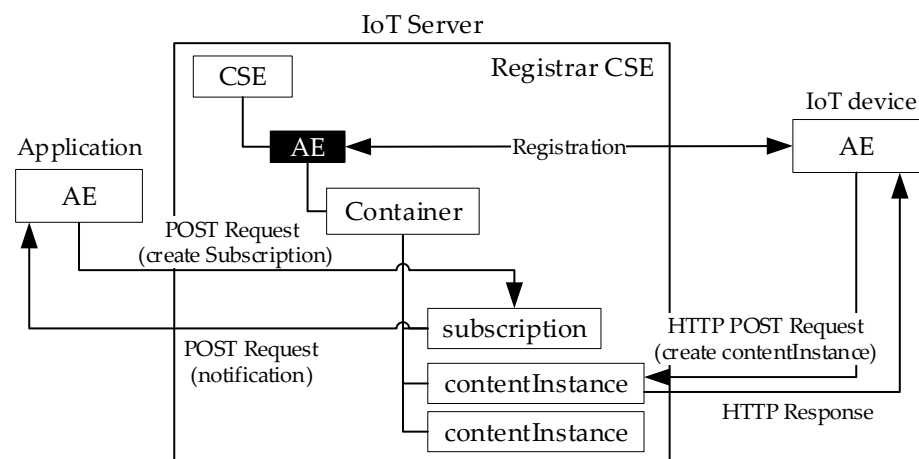 IoT Server
CSE
Registrar CSE
IoT device
Application
AE
Registration
AE
AE
Container
POST Request
(create Subscription)
subscription
HTTP POST Request
(create contentInstance)
POST Request
(notification)
contentInstance
HTTP Response
contentInstance